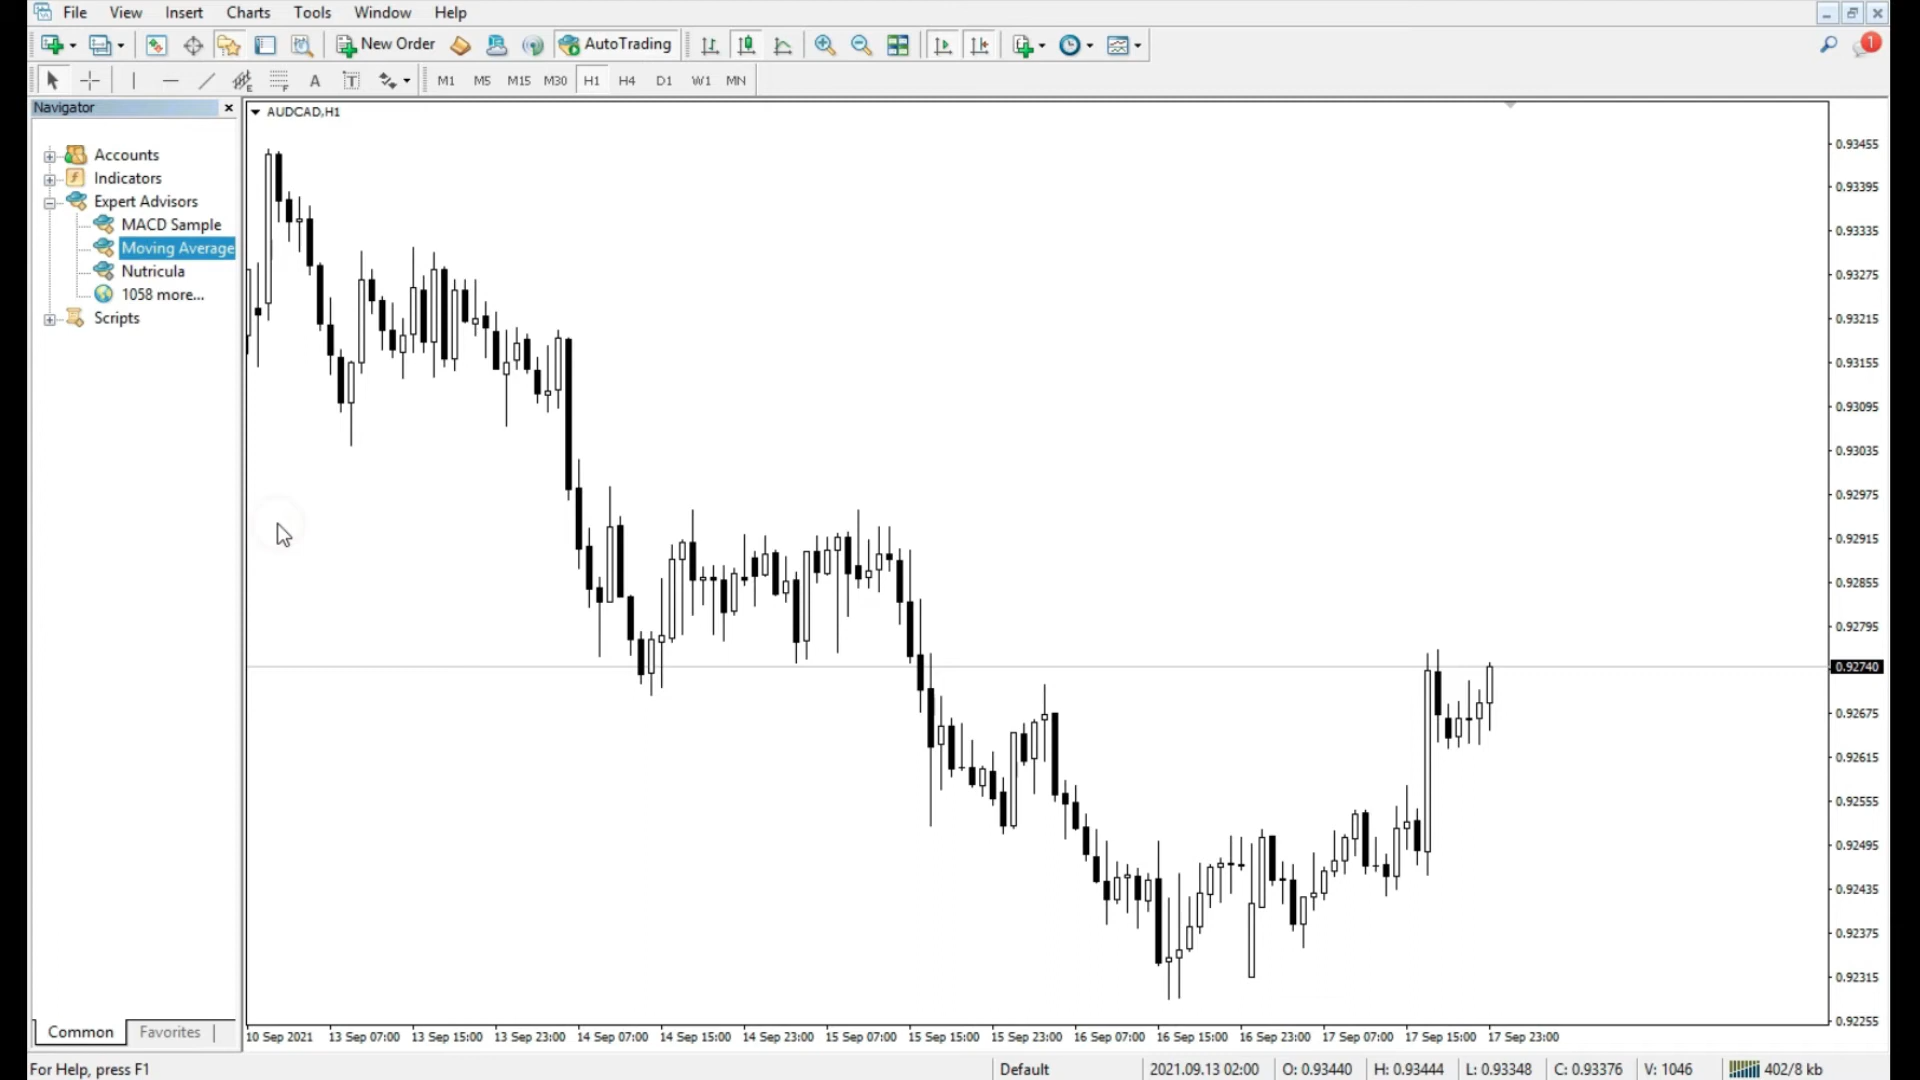 File View Insert Charts Tools Window Help
New Order AutoTrading 1
E F A T M1 M5 M15 M30 H1 H4 D1 W1 MN
Navigator
AUDCAD,H1
Accounts
Indicators
Expert Advisors
MACD Sample
Moving Average
Nutricula
1058 more...
Scripts
0.93455
0.93395
0.93335
0.93275
0.93215
0.93155
0.93095
0.93035
0.92975
0.92915
0.92855
0.92795
0.92740
0.92675
0.92615
0.92555
0.92495
0.92435
0.92375
0.92315
0.92255
Common Favorites
10 Sep 2021 13 Sep 07:00 13 Sep 15:00 13 Sep 23:00 14 Sep 07:00 14 Sep 15:00 14 Sep 23:00 15 Sep 07:00 15 Sep 15:00 15 Sep 23:00 16 Sep 07:00 16 Sep 15:00 16 Sep 23:00 17 Sep 07:00 17 Sep 15:00 17 Sep 23:00
For Help, press F1 Default 2021.09.13 02:00 O: 0.93440 H: 0.93444 L: 0.93348 C: 0.93376 V: 1046 402/8 kb